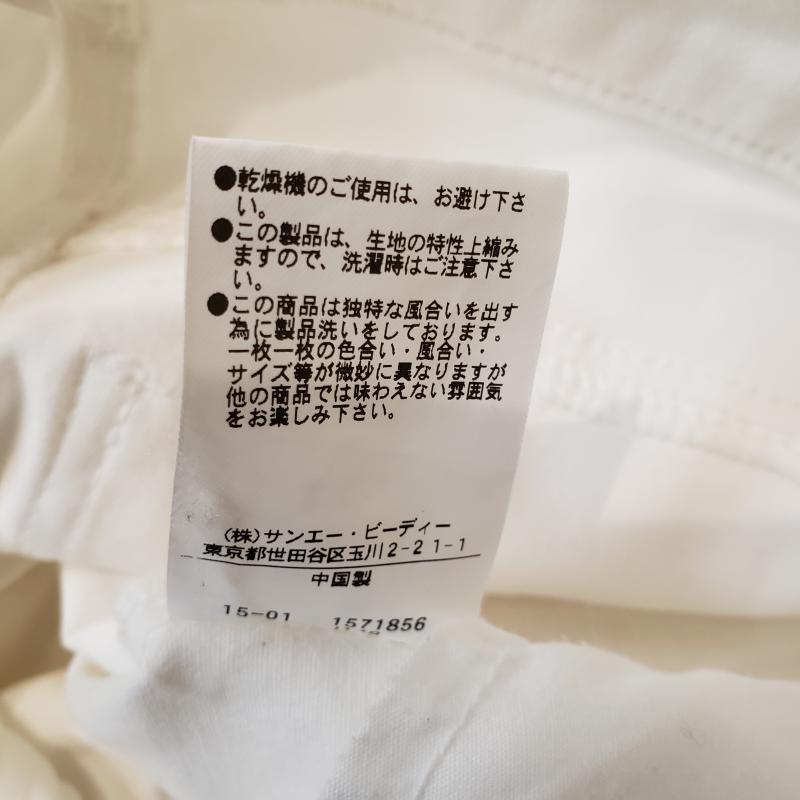 ●乾燥機のご使用は、お避け下さ
い。
●この製品は、生地の特性上縮み
ますので、洗濯時はご注意下さ
い。
●この商品は独特な風合いを出す
為に製品洗いをしております。
一枚一枚の色合い・風合い・
サイズ等が微妙に異なりますが
他の商品では味わえない雰囲気
をお楽しみ下さい。
(株)サンエー・ビーディー
東京都世田谷区玉川2-21-1
中国製
15-01 1571856